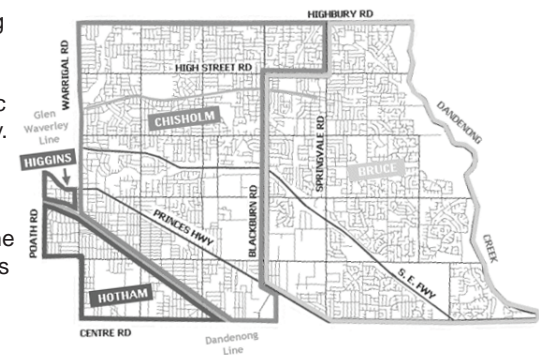 g
HIGHBURY RD
WARRIGAL RD
HIGH STREET RD
c
Glen
Waverley
Line
CHISHOLM
DANDENONG
CREEK
y.
HIGGINS
SPRINGVALE RD
BRUCE
POATH RD
PRINCES HWY
BLACKBURN RD
ne
s
S.E. FWY
HOTHAM
CENTRE RD
Dandenong
Line